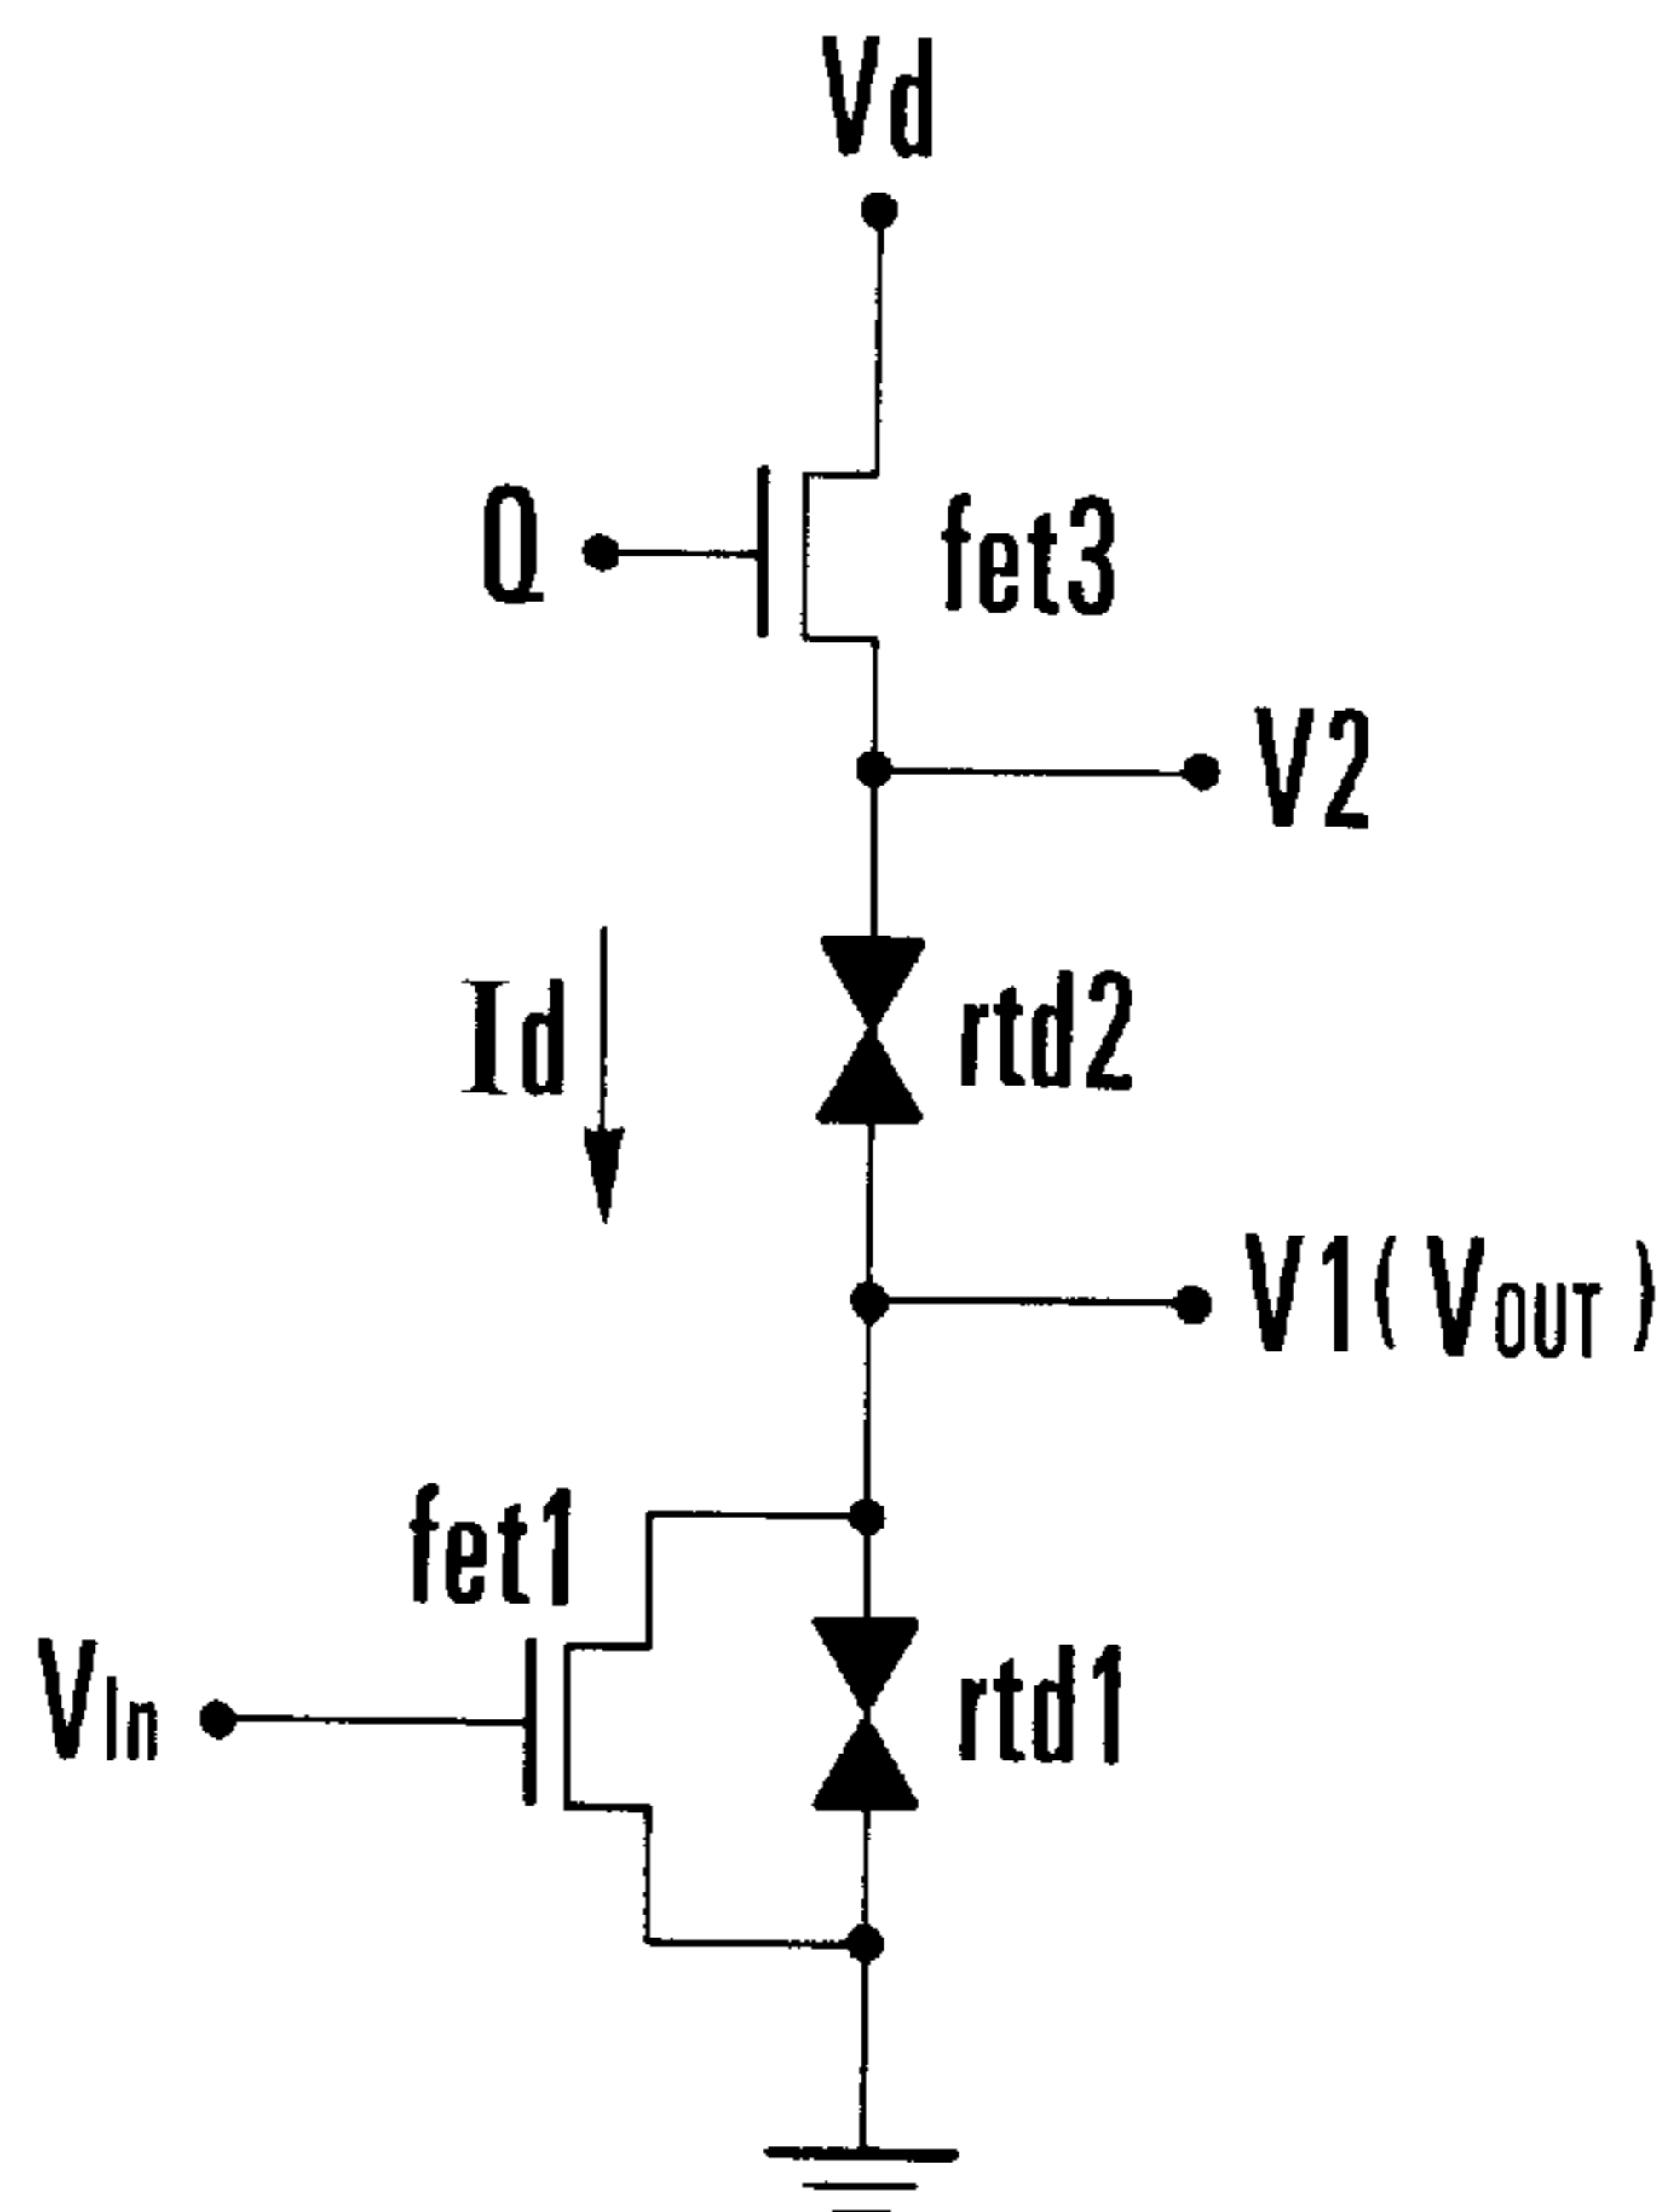 Vd
Q
fet3
V2
Id
rtd2
V1(VOUT)
fet1
VIn
rtd1